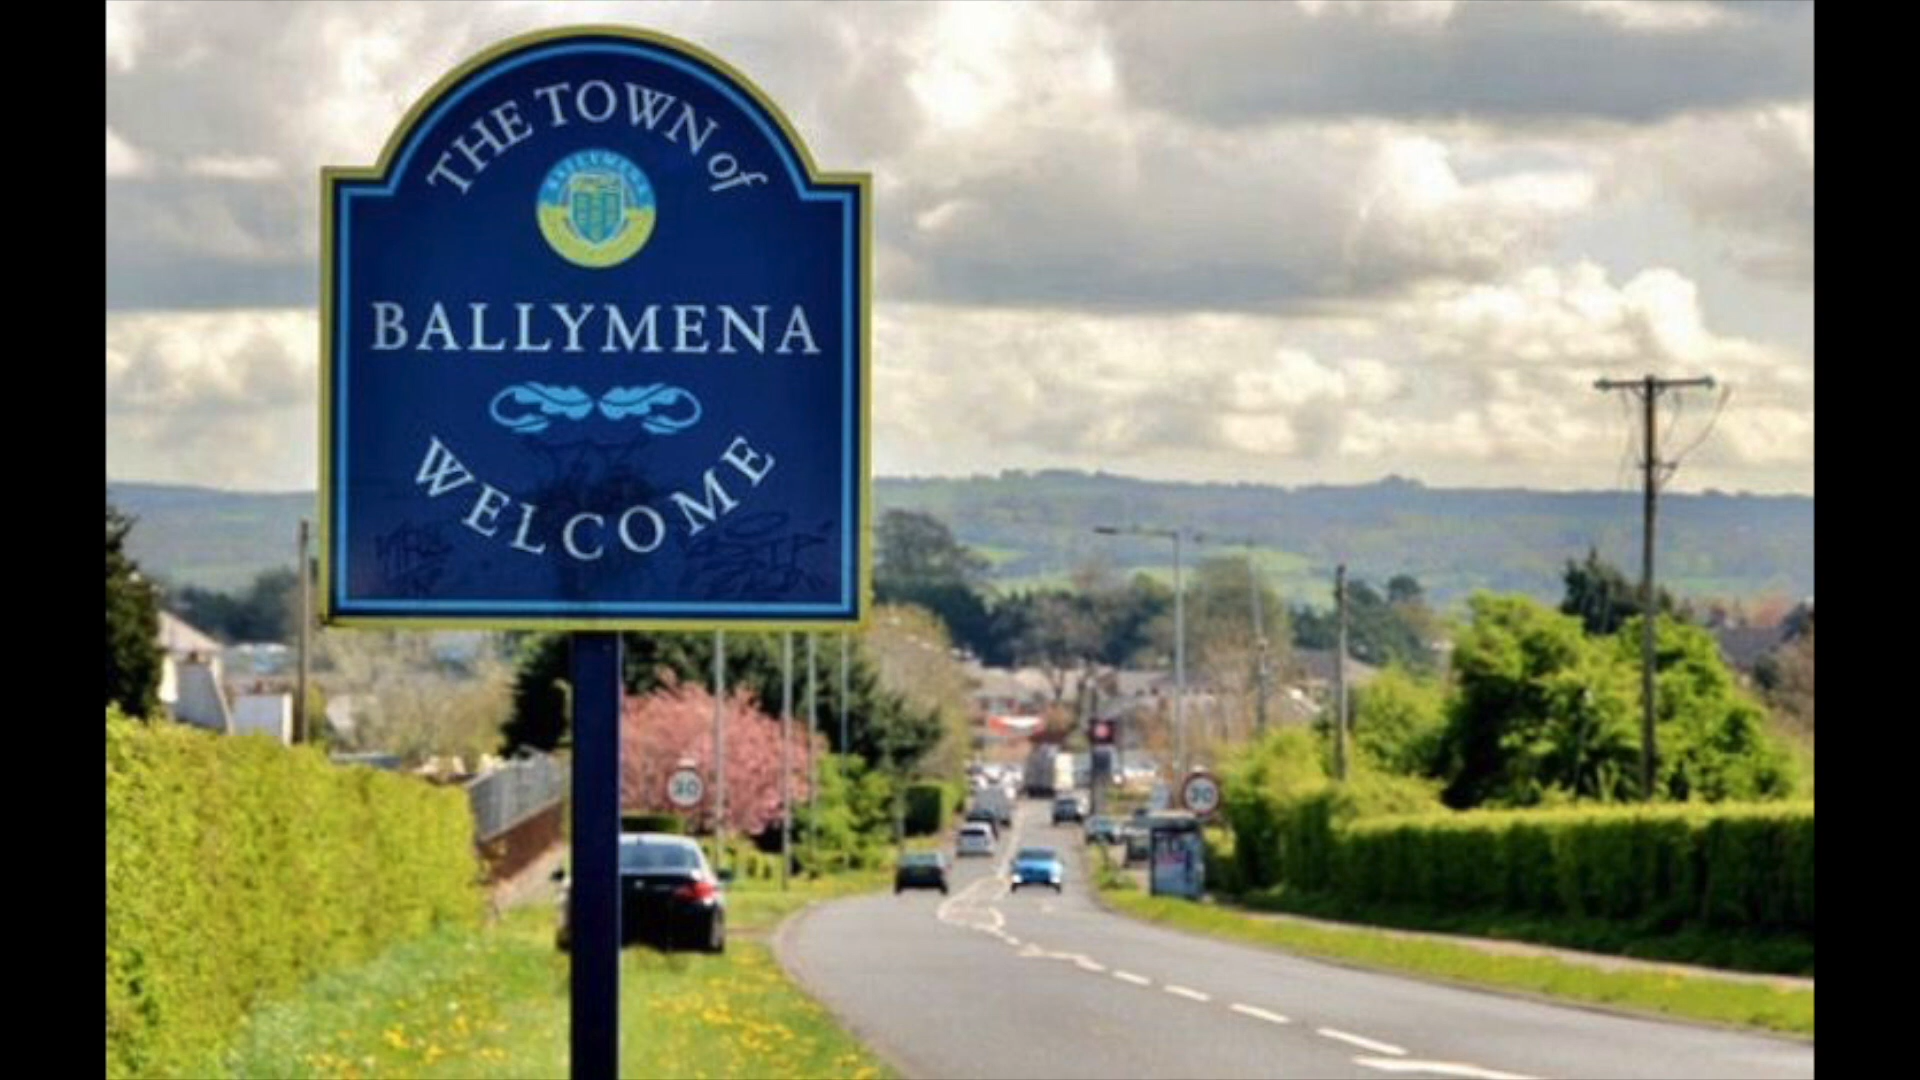 THE TOWN of
BALLYMENA
WELCOME
30
30